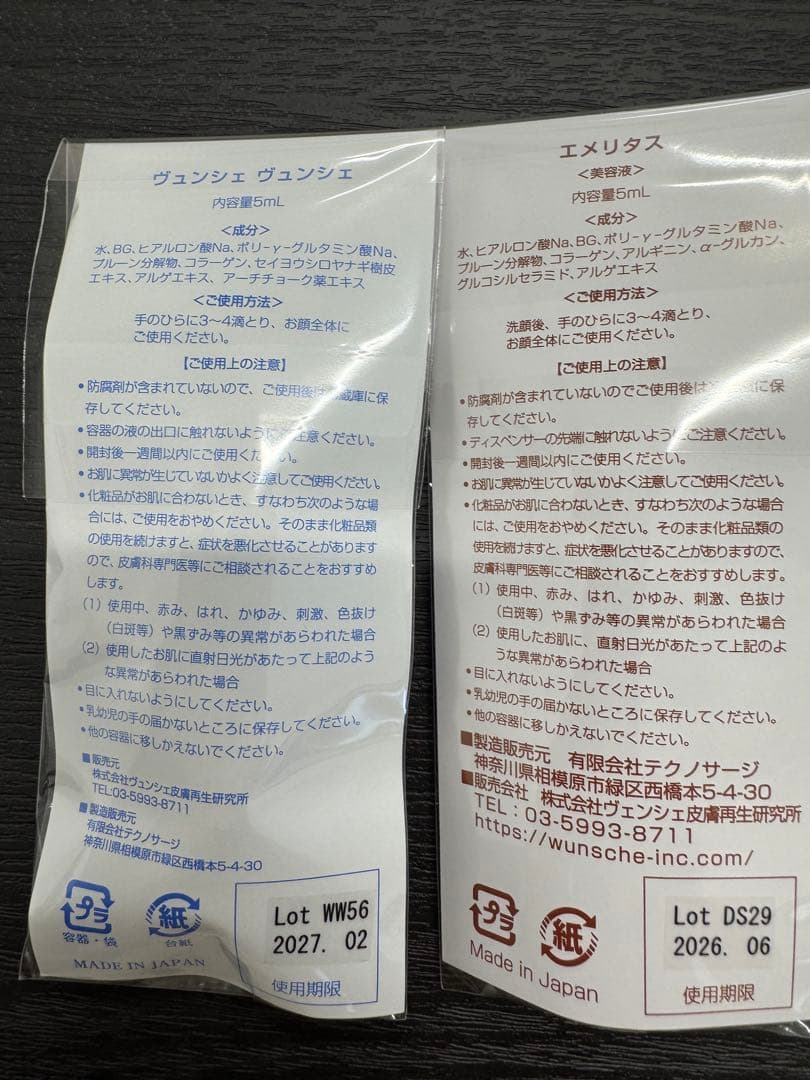 ヴュンシェ ヴュンシェ
内容量5mL
<成分>
水、BG、ヒアルロン酸Na、ポリ-γ-グルタミン酸Na、
プルーン分解物、コラーゲン、セイヨウシロヤナギ樹皮
エキス、アルゲエキス、 アーチチョーク葉エキス
<ご使用方法>
手のひらに3〜4滴とり、お顔全体に
ご使用ください。
【ご使用上の注意】
•防腐剤が含まれていないので、ご使用後は 蔵庫に保
存してください。
•容器の液の出口に触れないように 注意ください。
•開封後一週間以内にご使用ください。
•お肌に異常が生じていないかよく注意してご使用ください。
•化粧品がお肌に合わないとき、すなわち次のような場
合には、ご使用をおやめください。そのまま化粧品類
の使用を続けますと、症状を悪化させることがあります
ので、皮膚科専門医等にご相談されることをおすすめ
します。
(1) 使用中、赤み、はれ、かゆみ、刺激、色抜け
(白斑等)や黒ずみ等の異常があらわれた場合
(2) 使用したお肌に直射日光があたって上記のよう
な異常があらわれた場合
•目に入れないようにしてください。
•乳幼児の手の届かないところに保存してください。
•他の容器に移しかえないでください。
■販売元
株式会社ヴュンシェ皮膚再生研究所
TEL:03-5993-8711
■製造販売元
有限会社テクノサージ
神奈川県相模原市緑区西橋本5-4-30
プラ
容器・袋
紙
台紙
MADE IN JAPAN
Lot WW56
2027. 02
使用期限
エメリタス
<美容液>
内容量5mL
<成分>
水、ヒアルロン酸Na、BG、ポリ-γ-グルタミン酸Na、
プルーン分解物、コラーゲン、アルギニン、α-グルカン、
グルコシルセラミド、アルゲエキス
<ご使用方法>
洗顔後、手のひらに3〜4滴とり、
お顔全体にご使用ください。
【ご使用上の注意】
•防腐剤が含まれていないのでご使用後は 蔵庫に保
存してください。
•ディスペンサーの先端に触れないようにご注意ください。
•開封後一週間以内にご使用ください。
•お肌に異常が生じていないかよく注意してご使用ください。
•化粧品がお肌に合わないとき、すなわち次のような場合
には、ご使用をおやめください。そのまま化粧品類の
使用を続けますと、症状を悪化させることがありますので、
皮膚科専門医等にご相談されることをおすすめします。
(1) 使用中、赤み、はれ、かゆみ、刺激、色抜け
(白斑等)や黒ずみ等の異常があらわれた場合
(2) 使用したお肌に、直射日光があたって上記のよ
うな異常があらわれた場合
•目に入れないようにしてください。
•乳幼児の手の届かないところに保存してください。
•他の容器に移しかえないでください。
■製造販売元 有限会社テクノサージ
神奈川県相模原市緑区西橋本5-4-30
■販売会社 株式会社ヴュンシェ皮膚再生研究所
TEL:03-5993-8711
https://wunsche-inc.com/
プラ
紙
Made in Japan
Lot DS29
2026. 06
使用期限